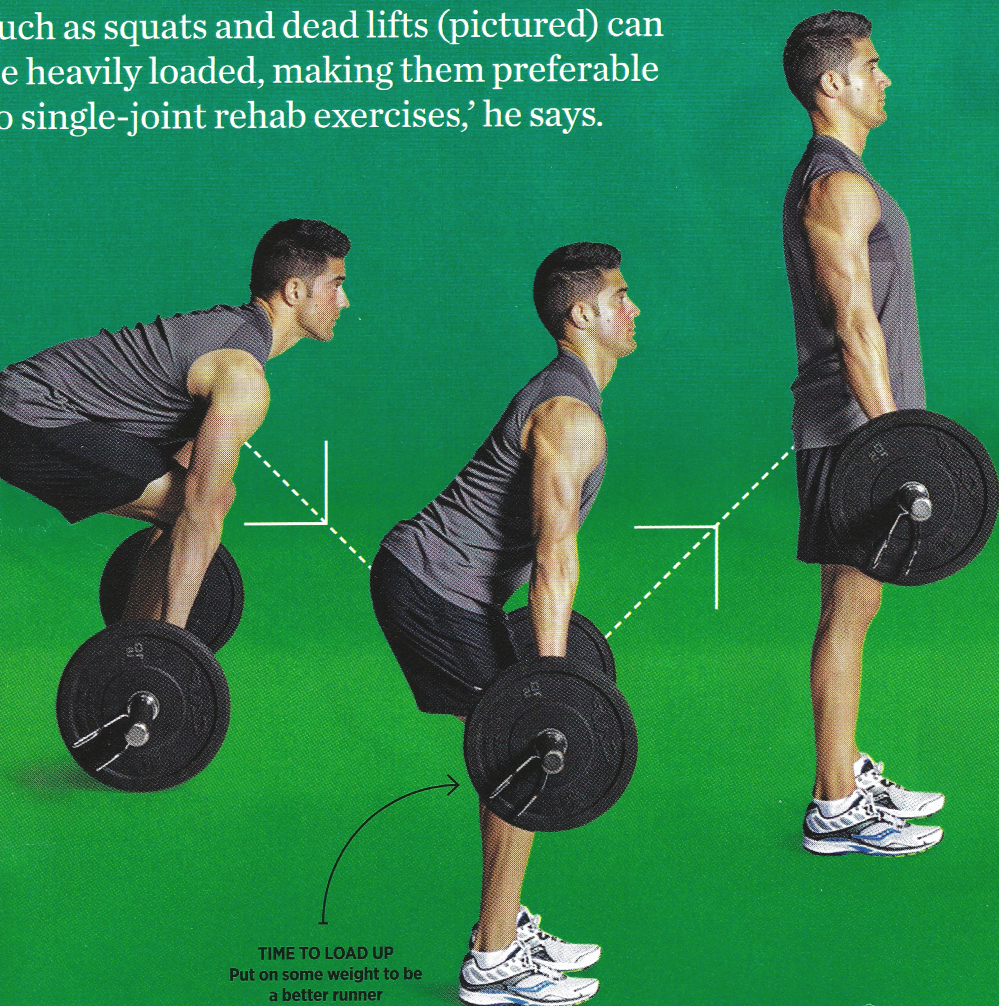 uch as squats and dead lifts (pictured) can
e heavily loaded, making them preferable
o single-joint rehab exercises,’ he says.
TIME TO LOAD UP
Put on some weight to be
a better runner